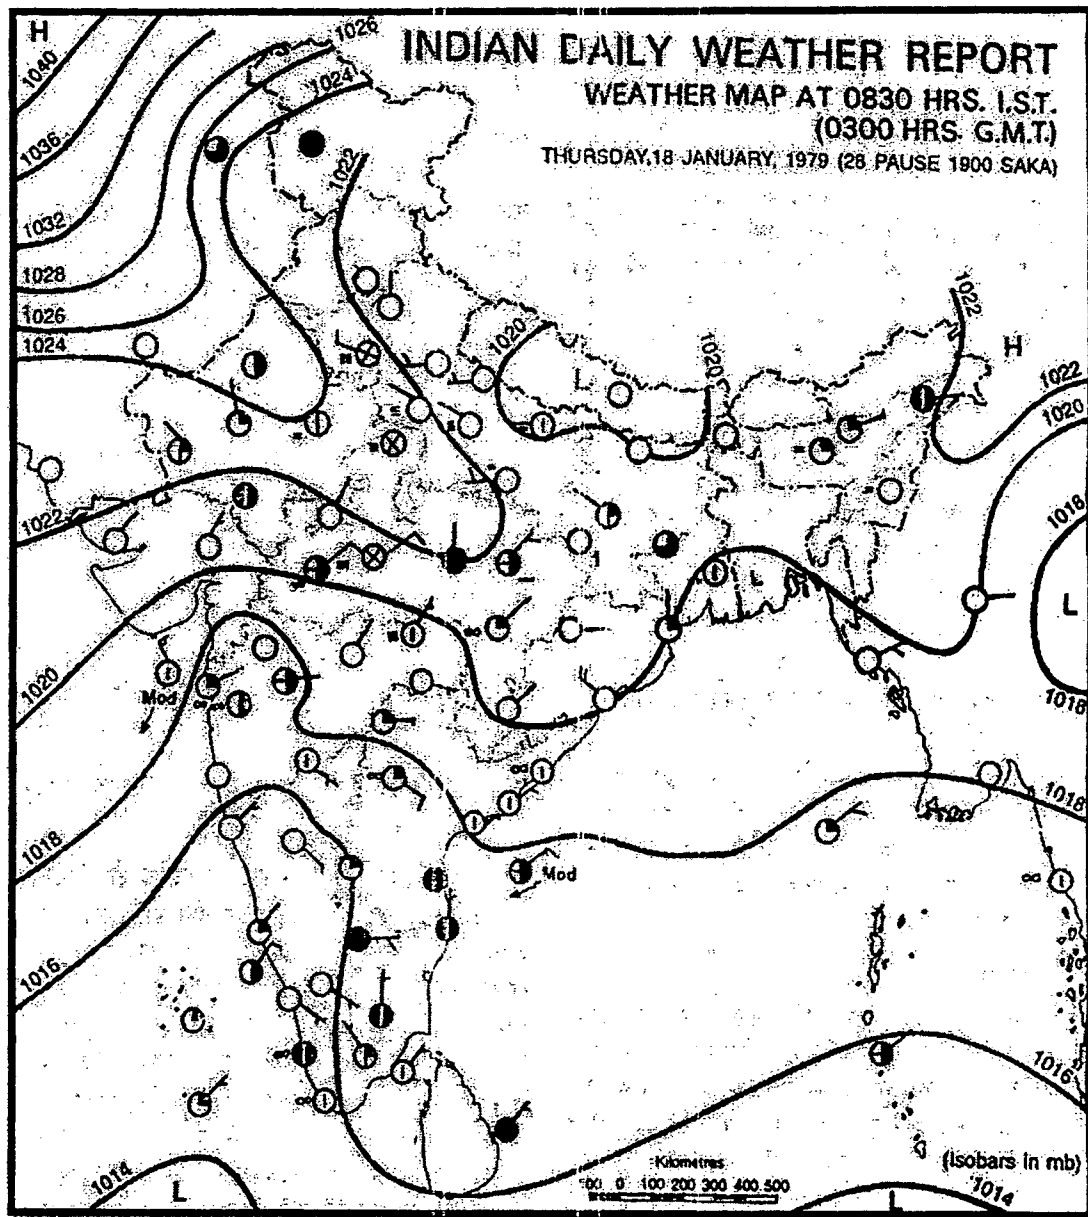 H
1040
1026
INDIAN DAILY WEATHER REPORT
WEATHER MAP AT 0830 HRS. I.S.T.
(0300 HRS. G.M.T.)
THURSDAY,18 JANUARY, 1979 (28 PAUSE 1900 SAKA)
1024
1036
1022
1032
1028
1026
1024
1022
H
1020
L
1020
1022
1020
1018
1022
L
L
1020
Mod
1018
1018
1018
Mod
1016
1016
1014
L
Kilometres
0 100 200 300 400 500
(Isobars in mb)
L
1014